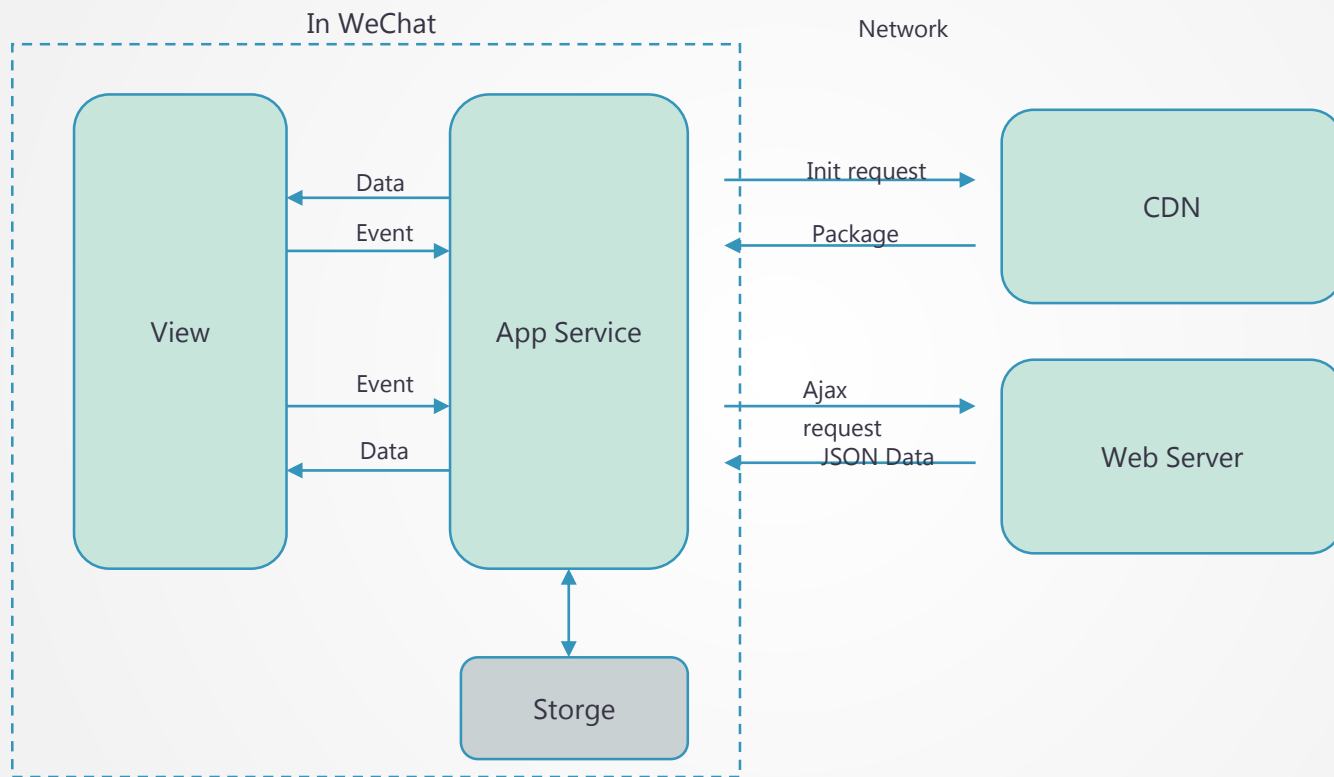 In WeChat
Network
Data
Event
View
App Service
Event
Data
Storge
Init request
Package
CDN
Ajax
request
JSON Data
Web Server